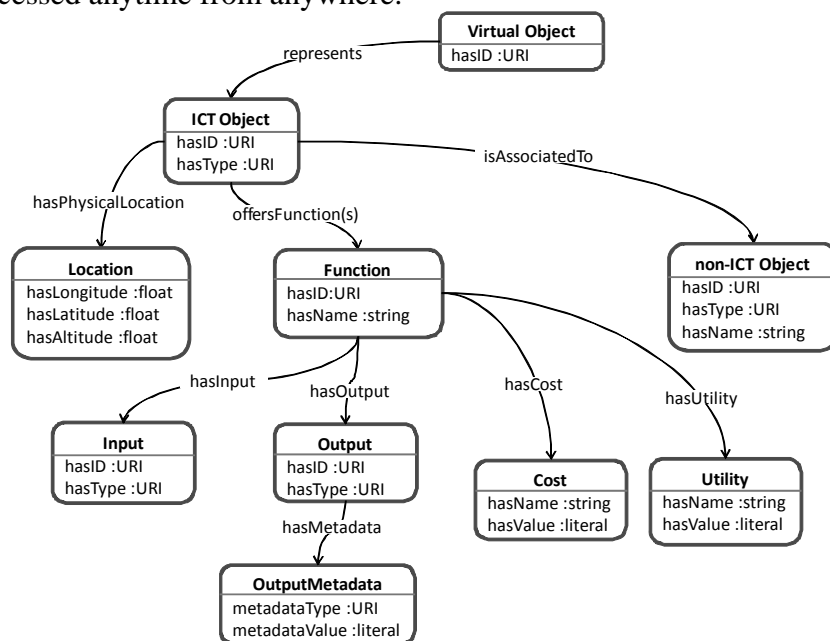 cessed anytime from anywhere.
Virtual Object
hasID :URI
represents
ICT Object
hasID :URI
hasType :URI
isAssociatedTo
hasPhysicalLocation
offersFunction(s)
Location
hasLongitude :float
hasLatitude :float
hasAltitude :float
Function
hasID:URI
hasName :string
non-ICT Object
hasID :URI
hasType :URI
hasName :string
hasInput
hasOutput
hasCost
hasUtility
Input
hasID :URI
hasType :URI
Output
hasID :URI
hasType :URI
Cost
hasName :string
hasValue :literal
Utility
hasName :string
hasValue :literal
hasMetadata
OutputMetadata
metadataType :URI
metadataValue :literal